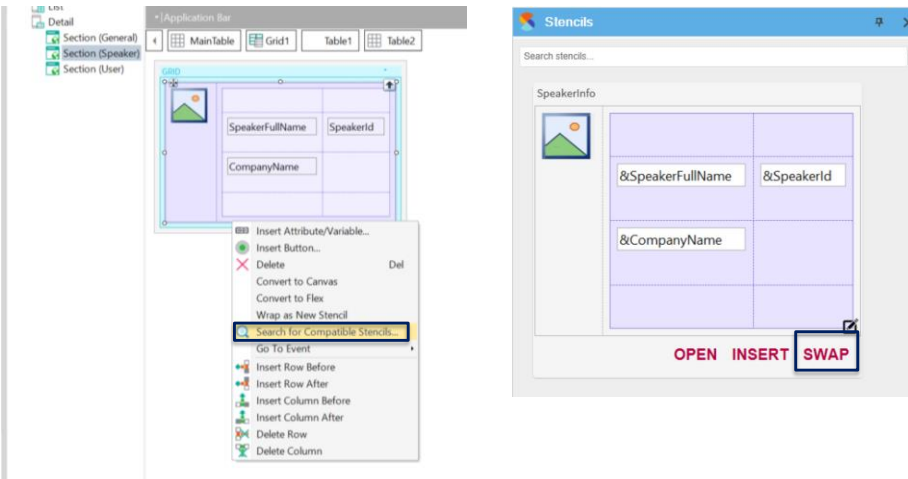 List
Detail
Section (General)
Section (Speaker)
Section (User)
Application Bar
MainTable
Grid1
Table1
Table2
GRID
SpeakerFullName
SpeakerId
CompanyName
Insert Attribute/Variable...
Insert Button...
Delete Del
Convert to Canvas
Convert to Flex
Wrap as New Stencil
Search for Compatible Stencils...
Go To Event
Insert Row Before
Insert Row After
Insert Column Before
Insert Column After
Delete Row
Delete Column
Stencils
Search stencils...
SpeakerInfo
&SpeakerFullName
&SpeakerId
&CompanyName
OPEN INSERT SWAP